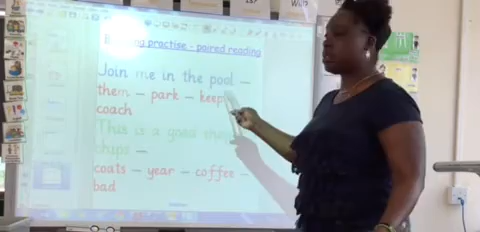 practise - paired reading
Join me in the pool –
them – park – keep
coach
This is a good
chips –
coats – year – coffee –
bad